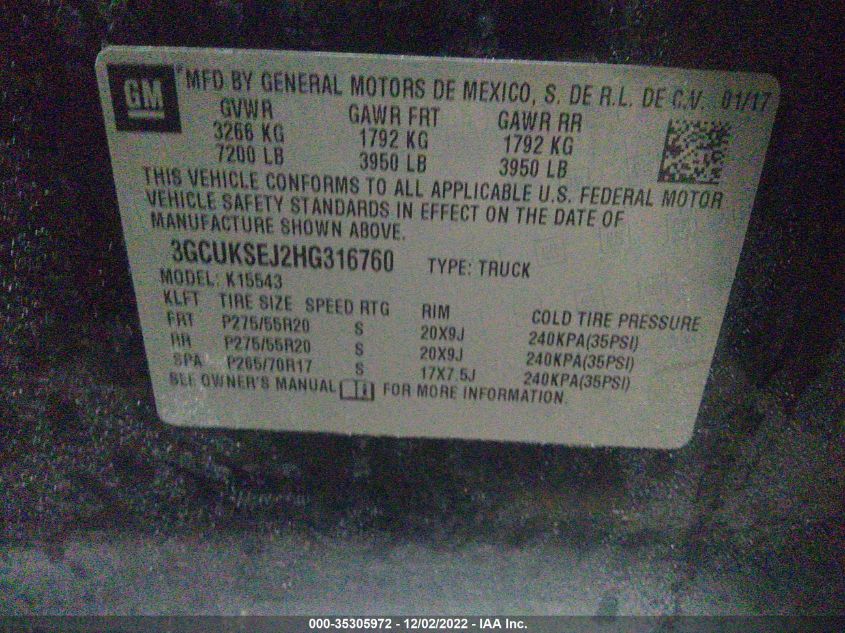 GM
MFD BY GENERAL MOTORS DE MEXICO, S. DE R.L. DE C.V. 01/17
GVWR GAWR FRT GAWR RR
3266 KG 1792 KG 1792 KG
7200 LB 3950 LB 3950 LB
THIS VEHICLE CONFORMS TO ALL APPLICABLE U.S. FEDERAL MOTOR
VEHICLE SAFETY STANDARDS IN EFFECT ON THE DATE OF
MANUFACTURE SHOWN ABOVE.
3GCUKSEJ2HG316760 TYPE: TRUCK
MODEL: K15543
KLFT TIRE SIZE SPEED RTG RIM COLD TIRE PRESSURE
FRT P275/55R20 S 20X9J 240KPA(35PSI)
RR P275/55R20 S 20X9J 240KPA(35PSI)
SPA P265/70R17 S 17X7.5J 240KPA(35PSI)
SEE OWNER'S MANUAL FOR MORE INFORMATION.
000-35305972 - 12/02/2022 - IAA Inc.